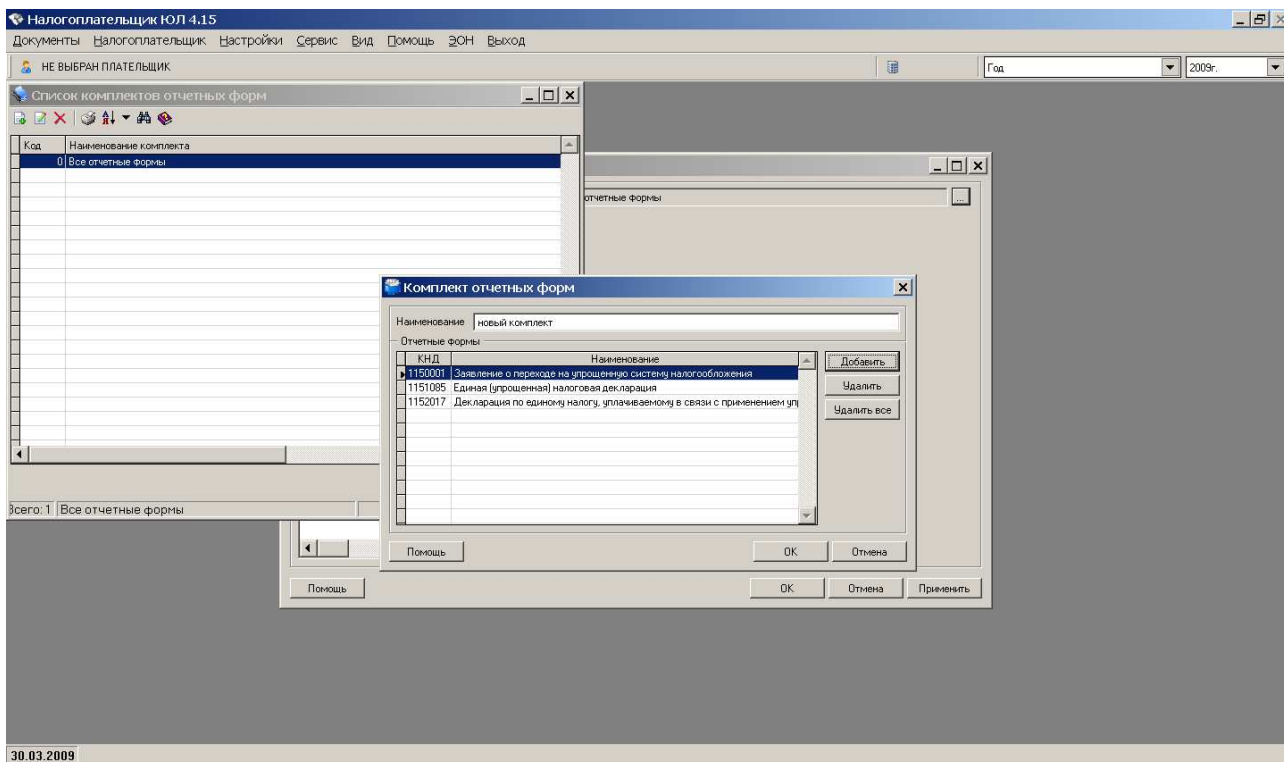 Налогоплательщик ЮЛ 4.15
Документы Налогоплательщик Настройки Сервис Вид Помощь ЭОН Выход
НЕ ВЫБРАН ПЛАТЕЛЬЩИК Год 2009г.
Список комплектов отчетных форм
Код Наименование комплекта
0 Все отчетные формы
отчетные формы ...
Комплект отчетных форм
Наименование новый комплект
Отчетные формы
КНД Наименование
1150001 Заявление о переходе на упрощенную систему налогообложения
1151085 Единая (упрощенная) налоговая декларация
1152017 Декларация по единому налогу, уплачиваемому в связи с применением упр
Добавить
Удалить
Удалить все
Всего: 1 Все отчетные формы
Помощь ОК Отмена
Помощь ОК Отмена Применить
30.03.2009